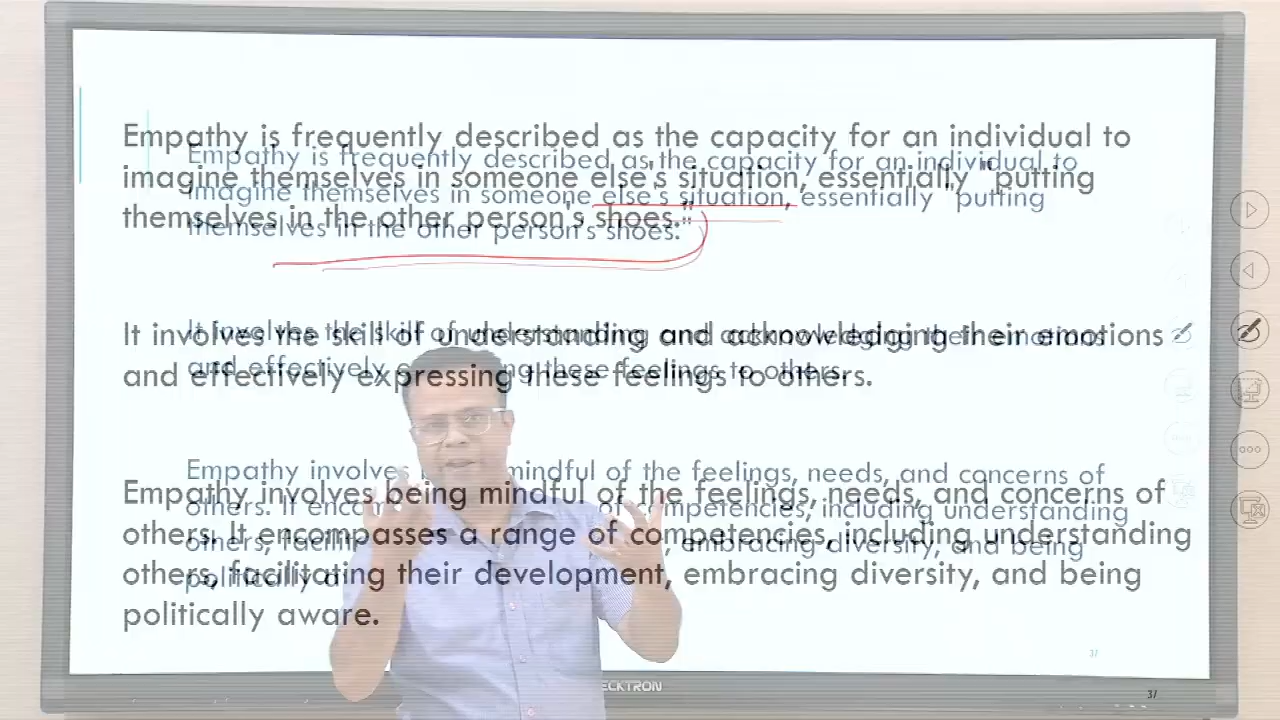 Empathy is frequently described as the capacity for an individual to
imagine themselves in someone else's situation, essentially "putting
themselves in the other person's shoes."
It involves the skill of understanding and acknowledging their emotions
and effectively expressing these feelings to others.
Empathy involves being mindful of the feelings, needs, and concerns of
others. It encompasses a range of competencies, including understanding
others, facilitating their development, embracing diversity, and being
politically aware.
37